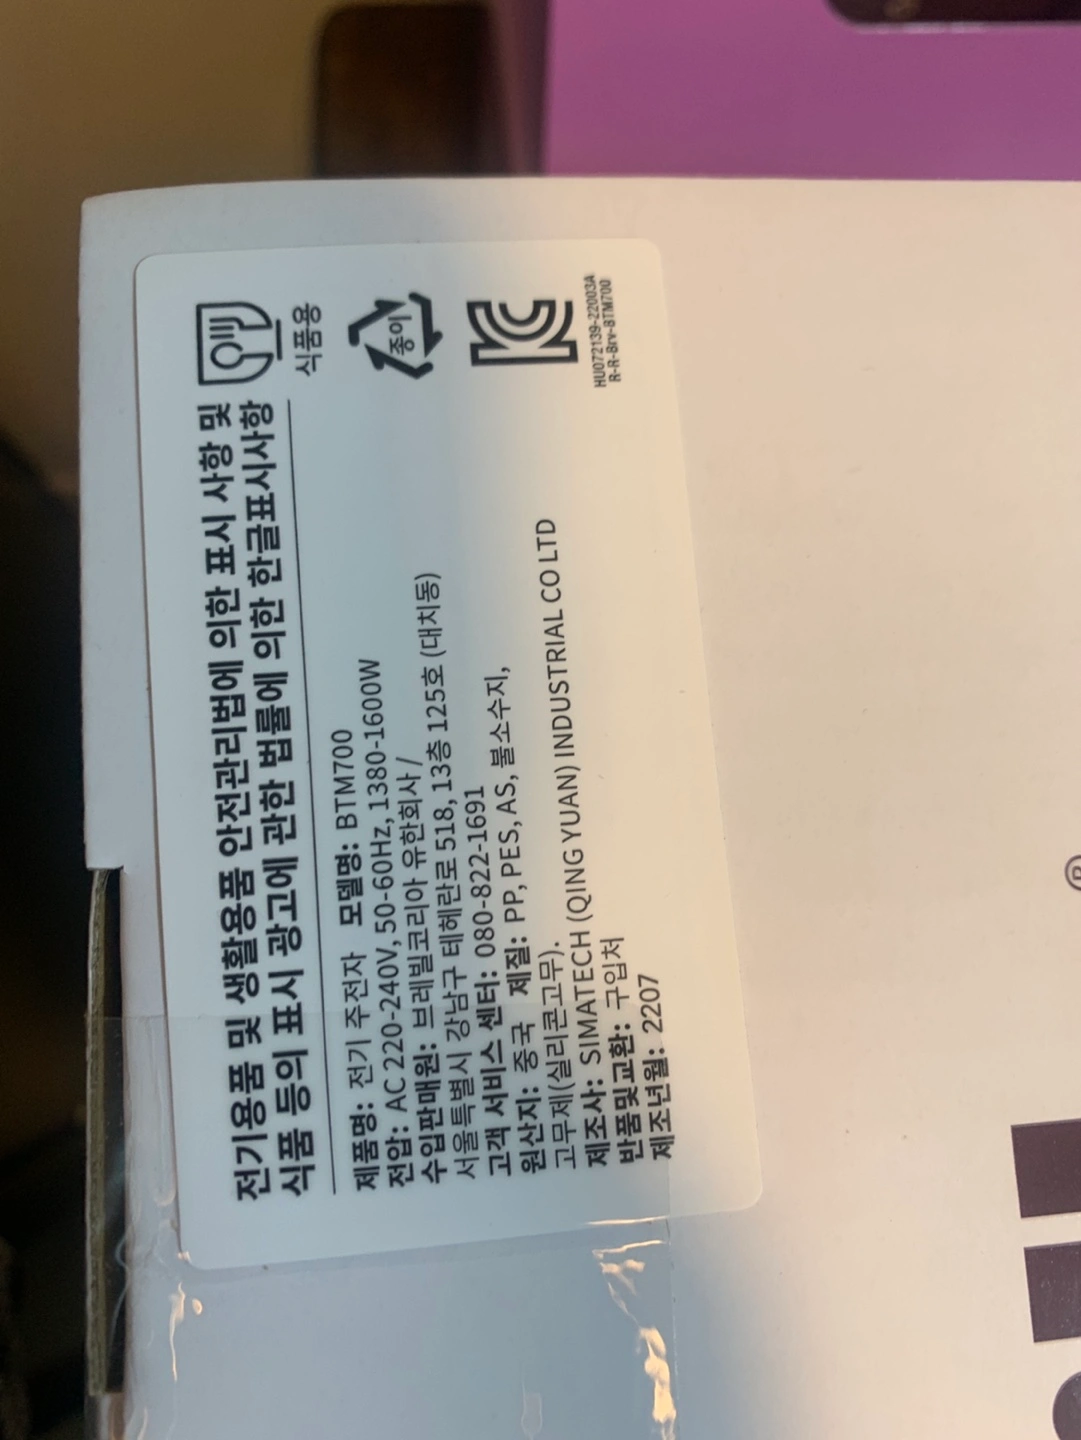 전기용품 및 생활용품 안전관리법에 의한 표시 사항 및
식품 등의 표시 광고에 관한 법률에 의한 한글표시사항
식품용
종이
제품명: 전기 주전자 모델명: BTM700
전압: AC 220-240V, 50-60Hz, 1380-1600W
수입판매원: 브레빌코리아 유한회사 /
서울특별시 강남구 테헤란로 518, 13층 125호 (대치동)
고객 서비스 센터: 080-822-1691
원산지: 중국 재질: PP, PES, AS, 불소수지,
고무제(실리콘고무).
제조사: SIMATECH (QING YUAN) INDUSTRIAL CO LTD
반품및교환: 구입처
제조년월: 2207
HU072139-22003A
R-R-Brv-BTM700
®